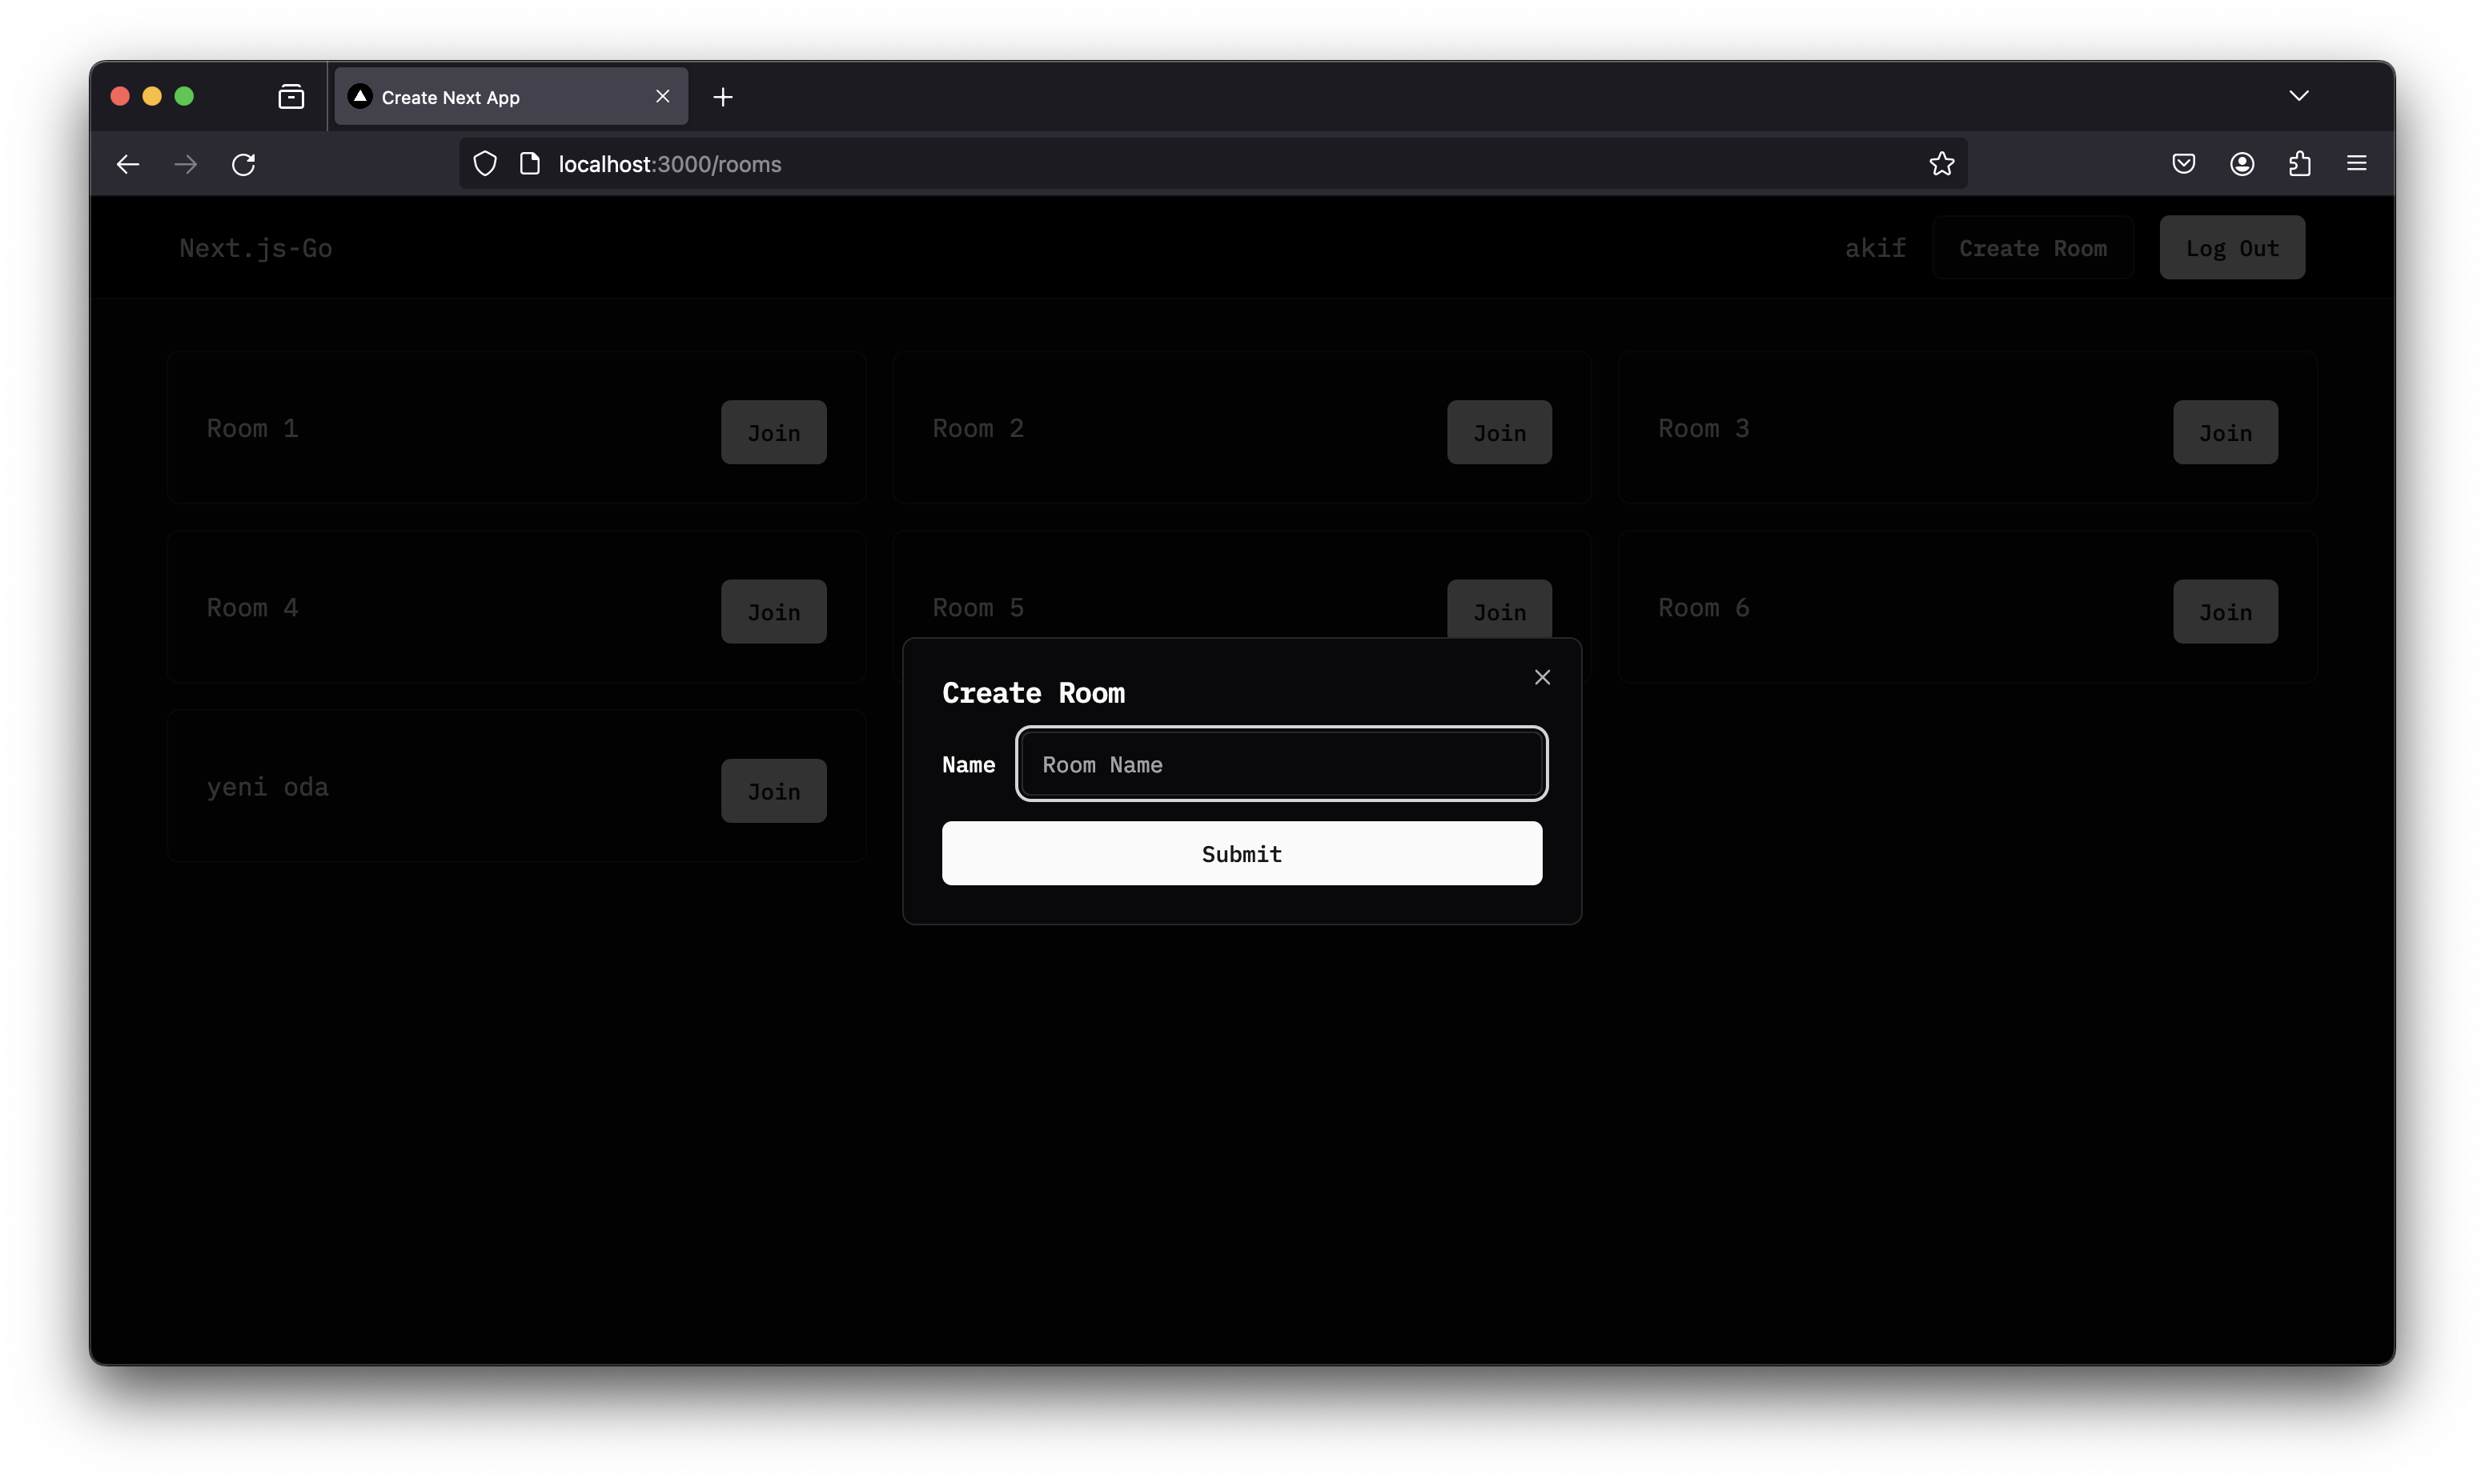 Create Next App
localhost:3000/rooms
Next.js-Go
akif
Create Room
Log Out
Room 1
Join
Room 2
Join
Room 3
Join
Room 4
Join
Room 5
Join
Room 6
Join
yeni oda
Join
Create Room
Name
Room Name
Submit